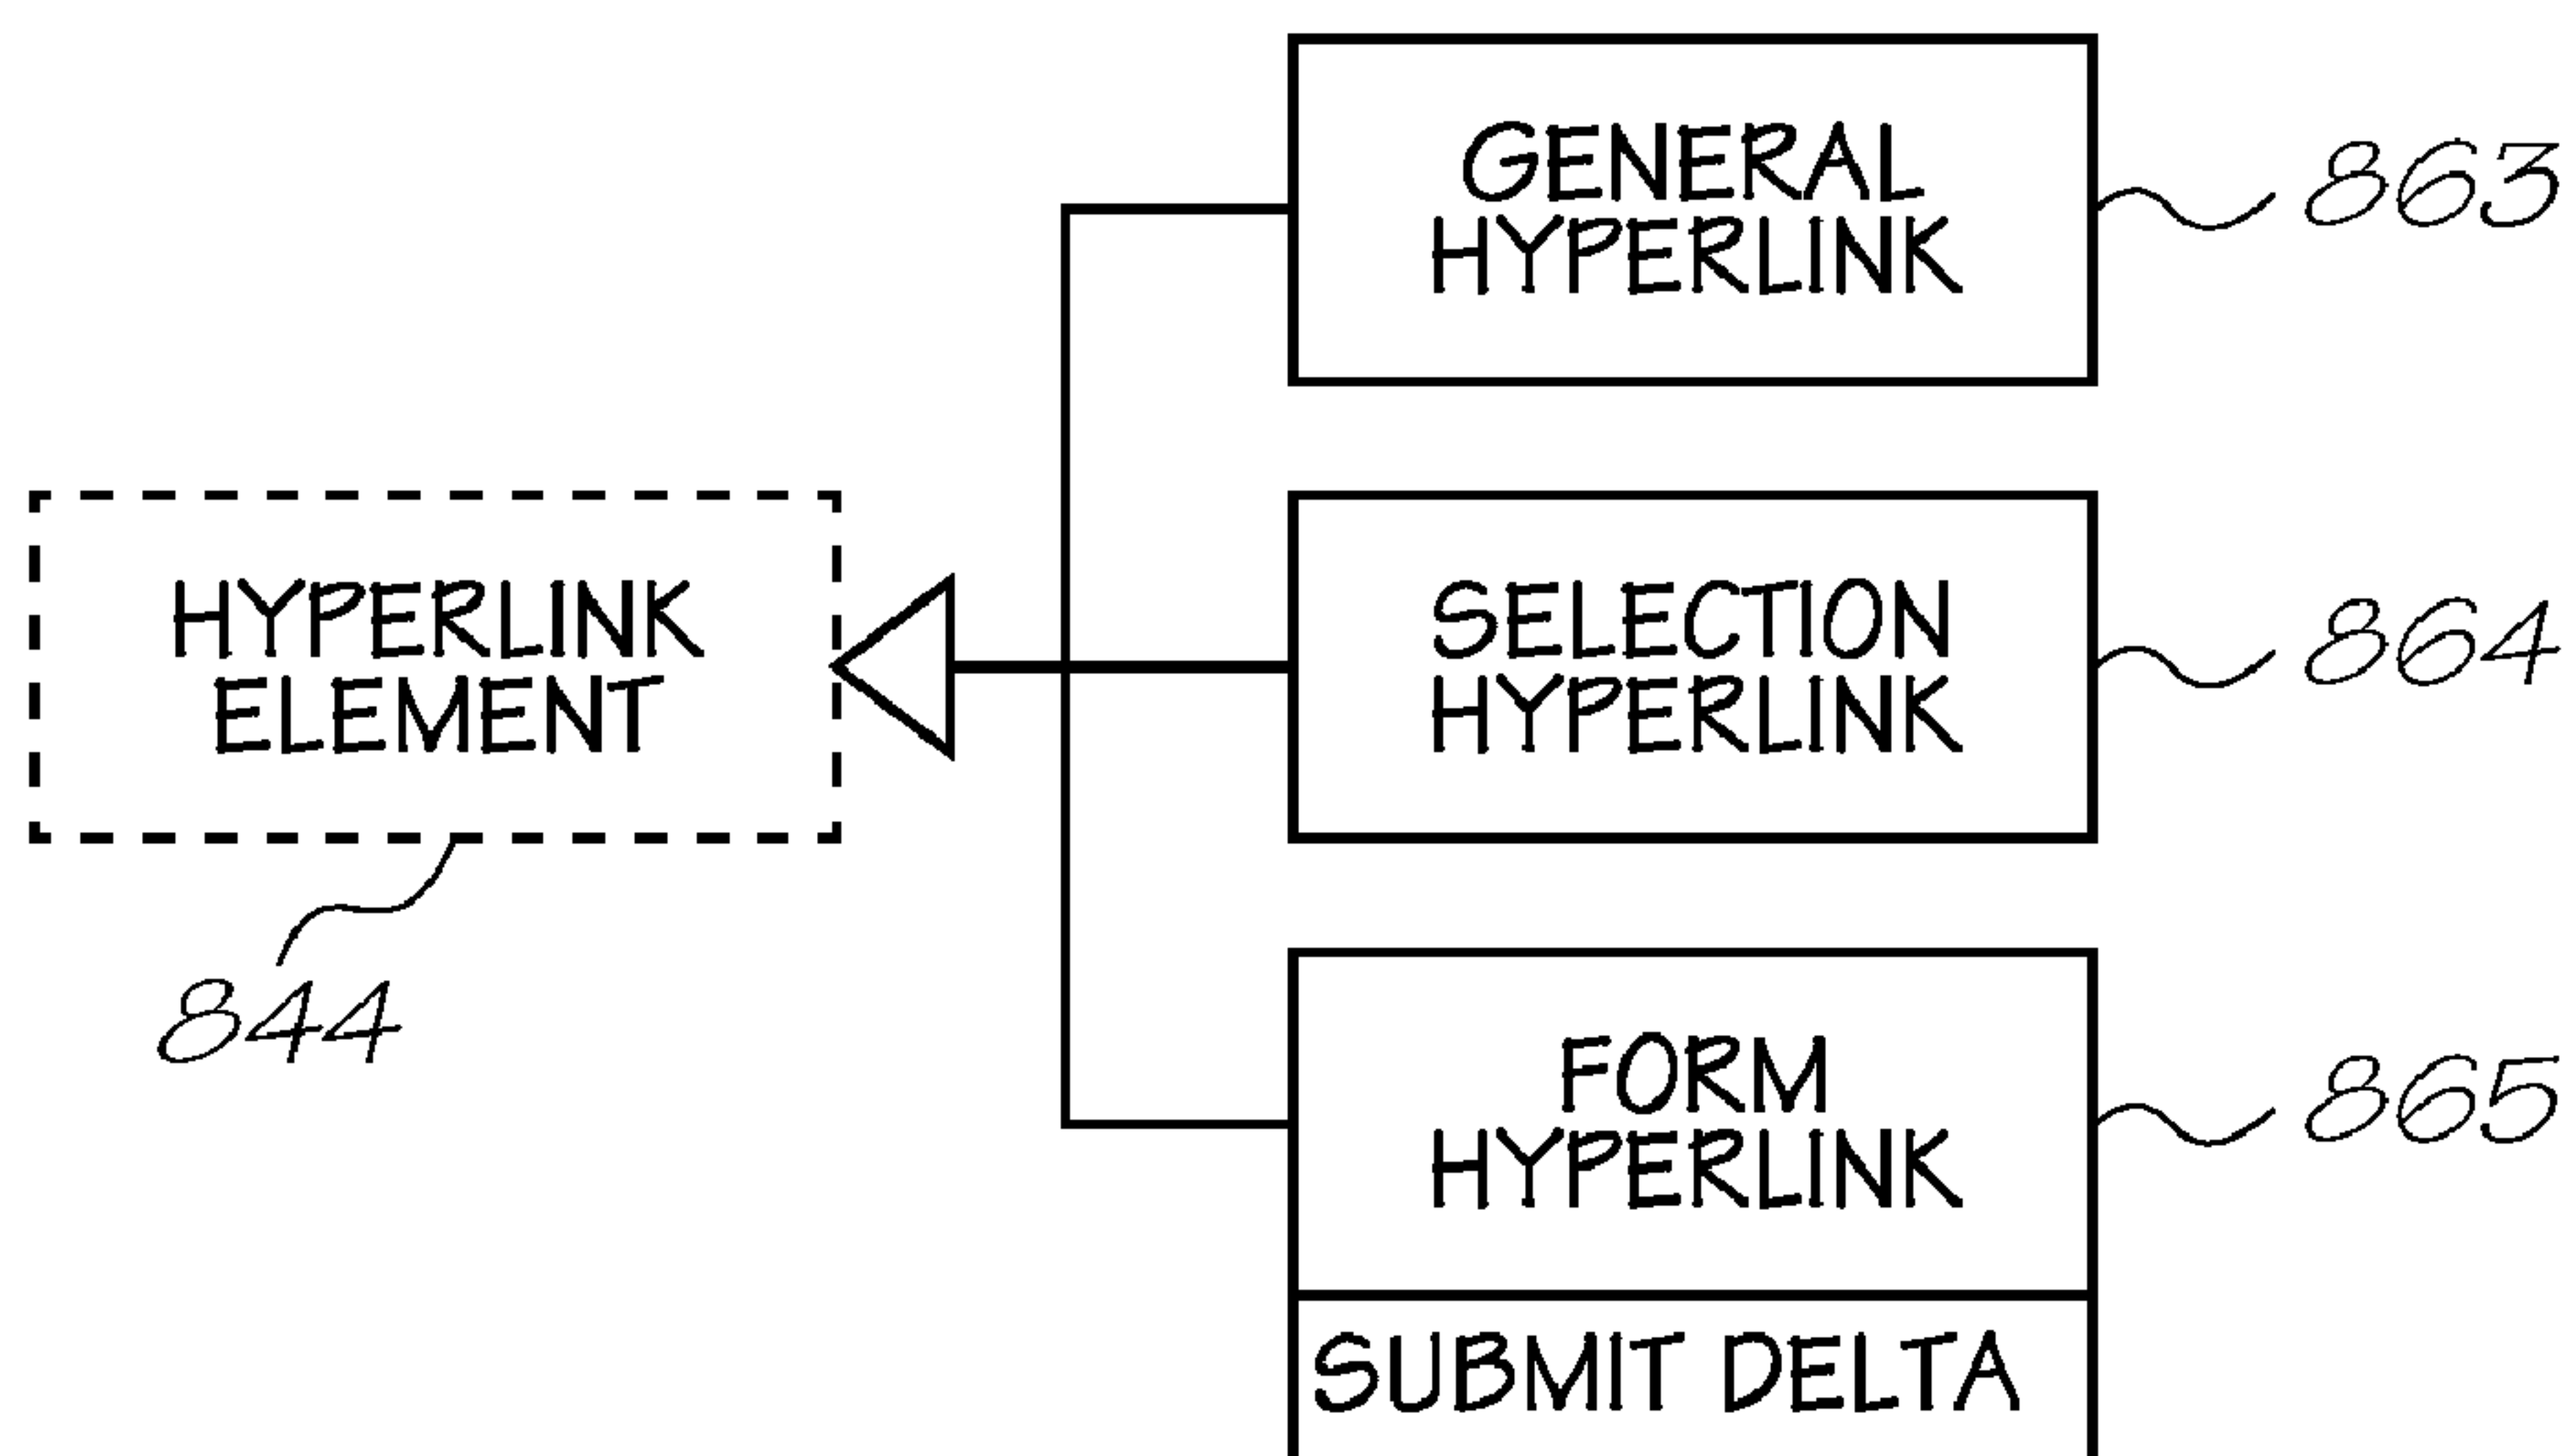 GENERAL
HYPERLINK
863
HYPERLINK
ELEMENT
844
SELECTION
HYPERLINK
864
FORM
HYPERLINK
865
SUBMIT DELTA